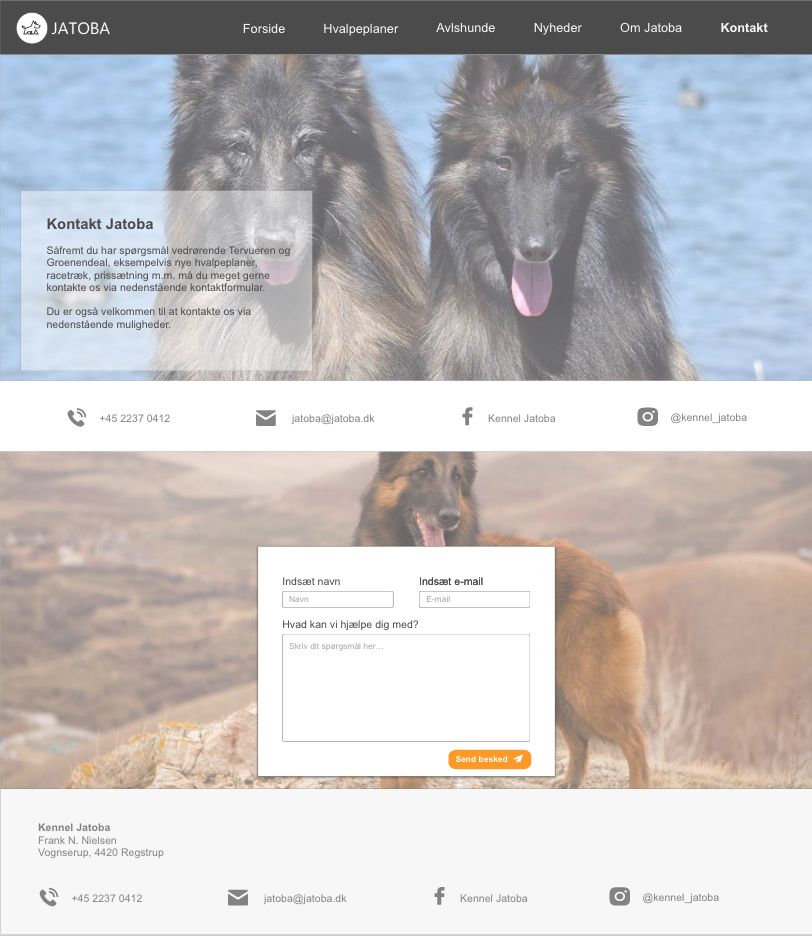 JATOBA
Forside
Hvalpeplaner
Avlshunde
Nyheder
Om Jatoba
Kontakt
Kontakt Jatoba
Såfremt du har spørgsmål vedrørende Tervueren og
Groenendeal, eksempelvis nye hvalpeplaner,
racetræk, prissætning m.m. må du meget gerne
kontakte os via nedenstående kontaktformular.
Du er også velkommen til at kontakte os via
nedenstående muligheder.
+45 2237 0412
jatoba@jatoba.dk
Kennel Jatoba
@kennel_jatoba
Indsæt navn
Indsæt e-mail
Navn
E-mail
Hvad kan vi hjælpe dig med?
Skriv dit spørgsmål her…
Send besked
Kennel Jatoba
Frank N. Nielsen
Vognserup, 4420 Regstrup
+45 2237 0412
jatoba@jatoba.dk
Kennel Jatoba
@kennel_jatoba